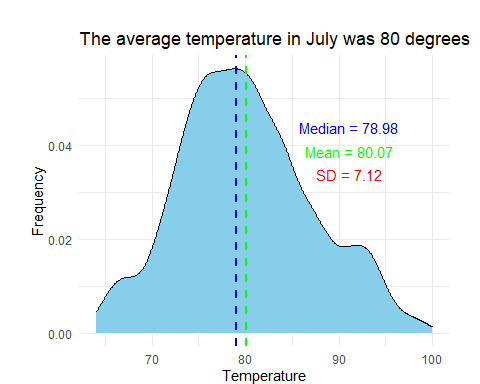 The average temperature in July was 80 degrees
Frequency
0.04
0.02
0.00
Median = 78.98
Mean = 80.07
SD = 7.12
70
80
90
100
Temperature